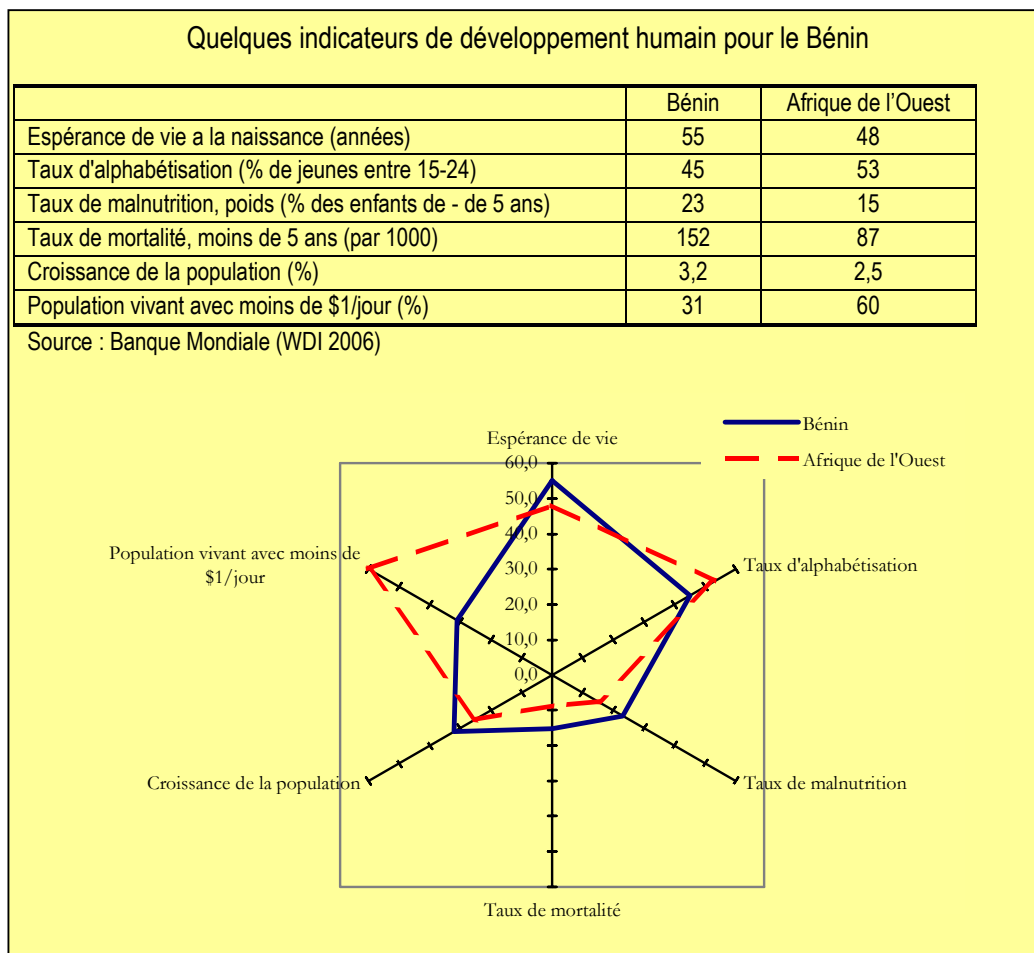 Quelques indicateurs de développement humain pour le Bénin
Bénin Afrique de l’Ouest
Espérance de vie a la naissance (années) 55 48
Taux d'alphabétisation (% de jeunes entre 15-24) 45 53
Taux de malnutrition, poids (% des enfants de - de 5 ans) 23 15
Taux de mortalité, moins de 5 ans (par 1000) 152 87
Croissance de la population (%) 3,2 2,5
Population vivant avec moins de $1/jour (%) 31 60
Source : Banque Mondiale (WDI 2006)
Bénin
Afrique de l'Ouest
Espérance de vie
60,0
50,0
40,0
30,0
20,0
10,0
0,0
Taux d'alphabétisation
Taux de malnutrition
Taux de mortalité
Croissance de la population
Population vivant avec moins de
$1/jour